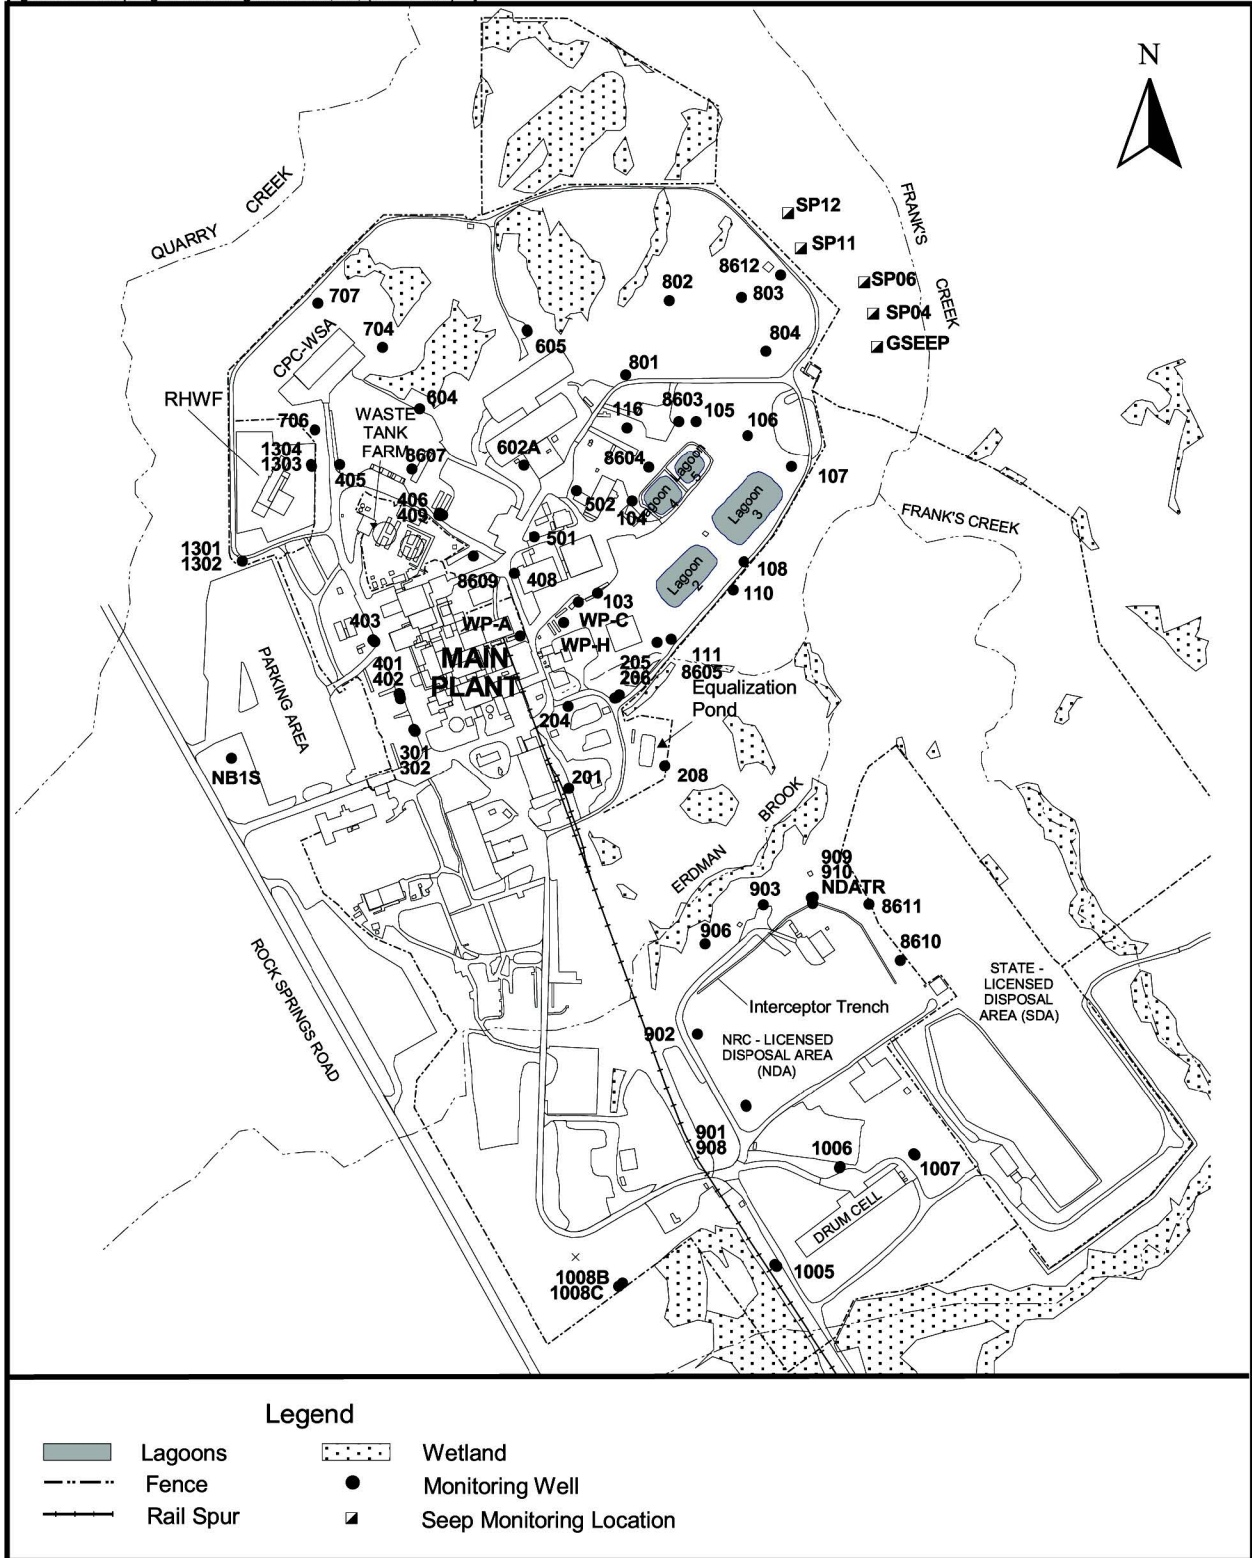 N
QUARRY CREEK
FRANK'S
CREEK
SP12
SP11
SP06
SP04
GSEEP
8612
802
803
804
707
704
CPC-WSA
605
801
RHWF
604
WASTE
TANK
FARM
706
1304
1303
405
8607
602A
116
8603
105
106
8604
107
Lagoon
5
Lagoon
4
Lagoon
3
406
409
502
104
501
FRANK'S CREEK
1301
1302
8609
408
Lagoon
2
108
110
103
WP-C
WP-A
WP-H
403
MAIN
PLANT
401
402
205
206
111
8605
Equalization
Pond
204
PARKING AREA
301
302
NB1S
201
208
ERDMAN BROOK
909
910
NDATR
903
8611
906
8610
STATE -
LICENSED
DISPOSAL
AREA (SDA)
Interceptor Trench
902
NRC - LICENSED
DISPOSAL AREA
(NDA)
ROCK SPRINGS ROAD
901
908
1006
1007
DRUM CELL
1005
1008B
1008C
Legend
Lagoons
Wetland
Fence
Monitoring Well
Rail Spur
Seep Monitoring Location